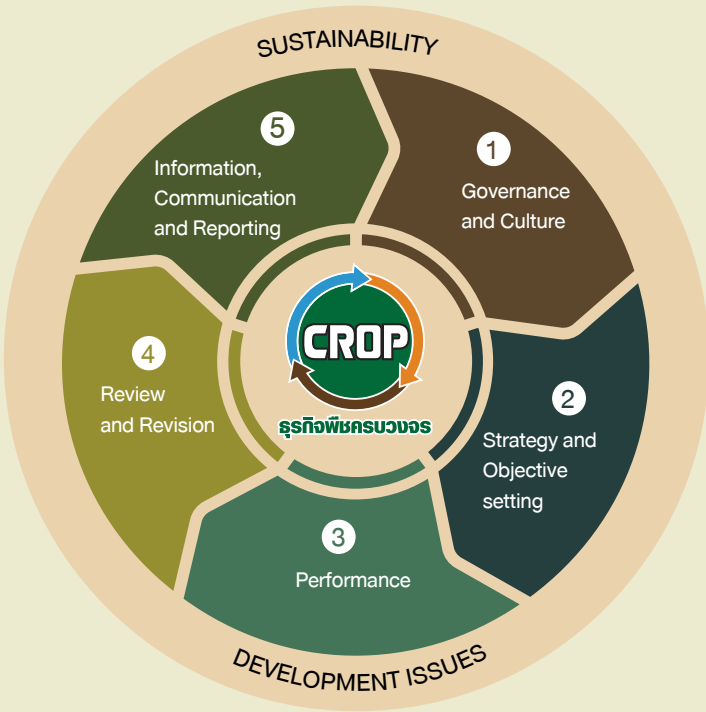 SUSTAINABILITY
1
Governance
and Culture
2
Strategy and
Objective
setting
3
Performance
4
Review
and Revision
5
Information,
Communication
and Reporting
CROP
ธุรกิจพืชครบวงจร
DEVELOPMENT ISSUES